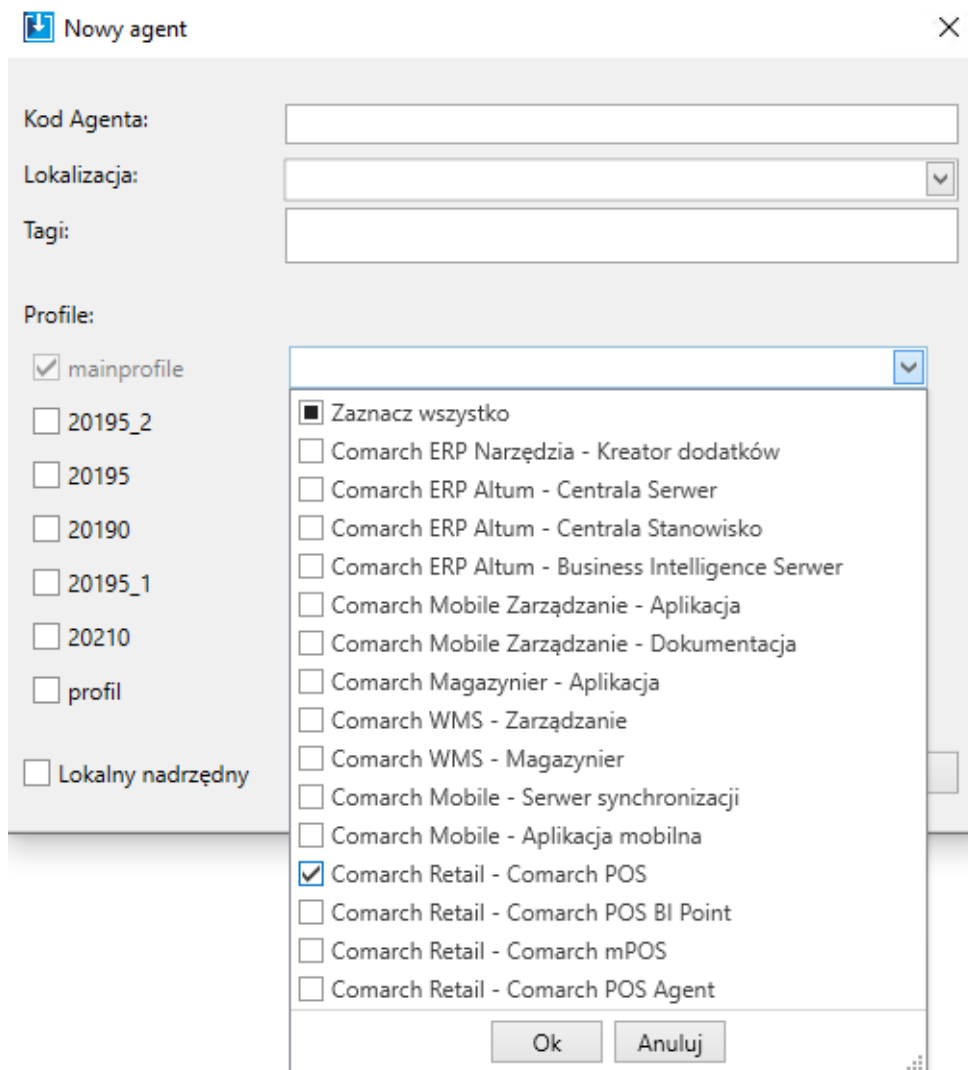 Nowy agent
Kod Agenta:
Lokalizacja:
Tagi:
Profile:
mainprofile
20195_2
20195
20190
20195_1
20210
profil
Lokalny nadrzędny
Zaznacz wszystko
Comarch ERP Narzędzia - Kreator dodatków
Comarch ERP Altum - Centrala Serwer
Comarch ERP Altum - Centrala Stanowisko
Comarch ERP Altum - Business Intelligence Serwer
Comarch Mobile Zarządzanie - Aplikacja
Comarch Mobile Zarządzanie - Dokumentacja
Comarch Magazynier - Aplikacja
Comarch WMS - Zarządzanie
Comarch WMS - Magazynier
Comarch Mobile - Serwer synchronizacji
Comarch Mobile - Aplikacja mobilna
Comarch Retail - Comarch POS
Comarch Retail - Comarch POS BI Point
Comarch Retail - Comarch mPOS
Comarch Retail - Comarch POS Agent
Ok Anuluj